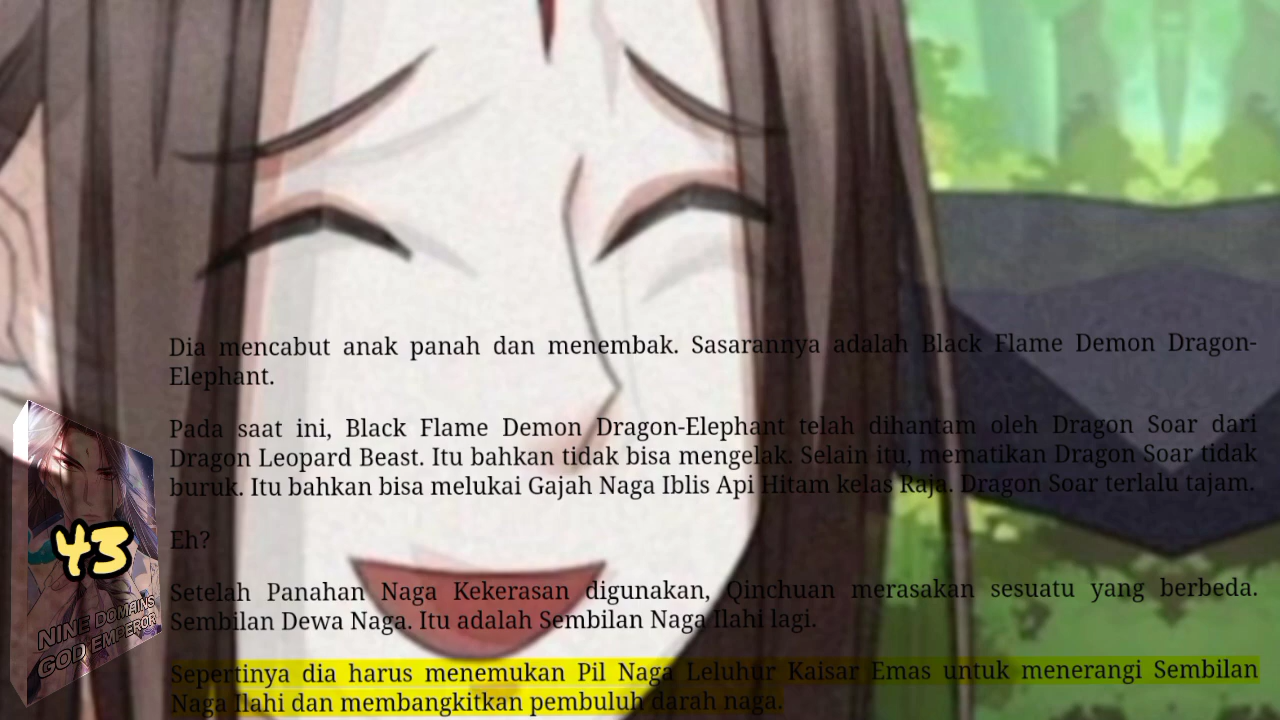 Dia mencabut anak panah dan menembak. Sasarannya adalah Black Flame Demon Dragon-
Elephant.
Pada saat ini, Black Flame Demon Dragon-Elephant telah dihantam oleh Dragon Soar dari
Dragon Leopard Beast. Itu bahkan tidak bisa mengelak. Selain itu, mematikan Dragon Soar tidak
buruk. Itu bahkan bisa melukai Gajah Naga Iblis Api Hitam kelas Raja. Dragon Soar terlalu tajam.
Eh?
Setelah Panahan Naga Kekerasan digunakan, Qinchuan merasakan sesuatu yang berbeda.
Sembilan Dewa Naga. Itu adalah Sembilan Naga Ilahi lagi.
Sepertinya dia harus menemukan Pil Naga Leluhur Kaisar Emas untuk menerangi Sembilan
Naga Ilahi dan membangkitkan pembuluh darah naga.
43
NINE DOMAINS
GOD EMPEROR